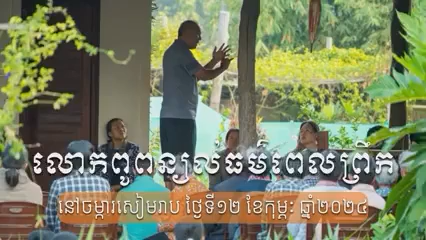 លោកពូពន្យល់ធម៌ពេលព្រឹក
នៅចម្ការសៀមរាប ថ្ងៃទី១២ ខែកុម្ភៈ ឆ្នាំ២០២៤